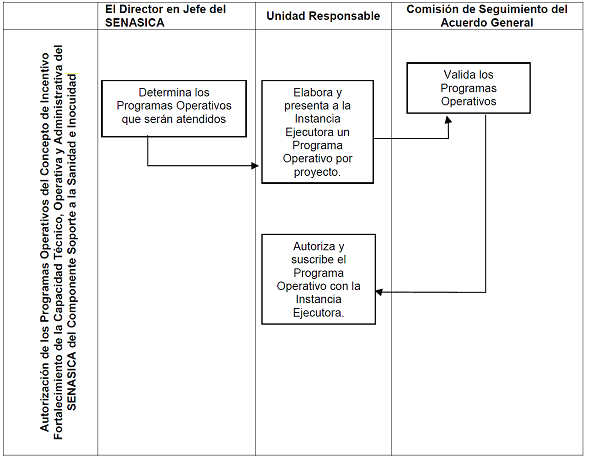 El Director en Jefe del
SENASICA
Unidad Responsable
Comisión de Seguimiento del
Acuerdo General
Autorización de los Programas Operativos del Concepto de Incentivo
Fortalecimiento de la Capacidad Técnico, Operativa y Administrativa del
SENASICA del Componente Soporte a la Sanidad e Inocuidad
Determina los
Programas Operativos
que serán atendidos
Elabora y
presenta a la
Instancia
Ejecutora un
Programa
Operativo por
proyecto.
Valida los
Programas
Operativos
Autoriza y
suscribe el
Programa
Operativo con la
Instancia
Ejecutora.